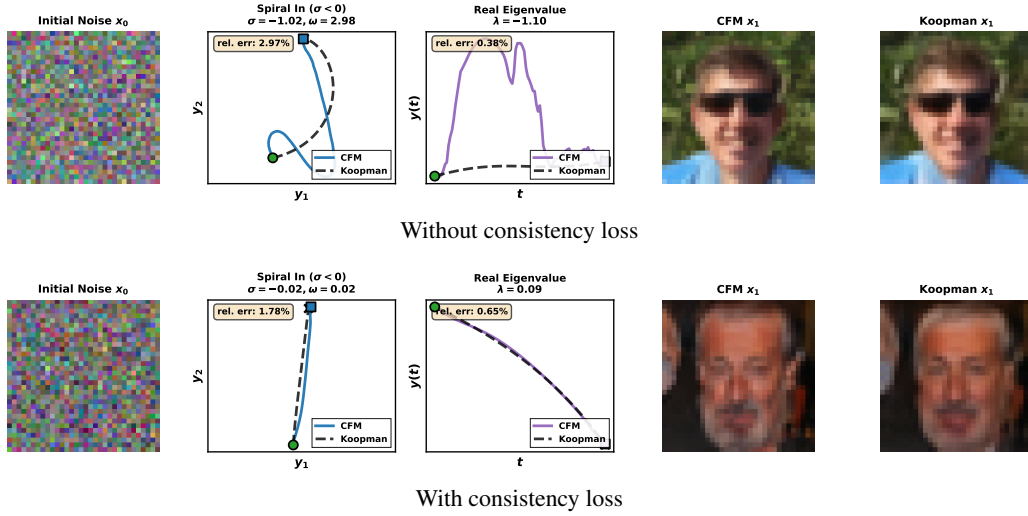 Initial Noise x₀
Spiral In (σ < 0)
σ = −1.02, ω = 2.98
Real Eigenvalue
λ = −1.10
CFM x₁
Koopman x₁
rel. err: 2.97%
rel. err: 0.38%
y₂
y(t)
CFM
Koopman
CFM
Koopman
y₁
t
Without consistency loss
Initial Noise x₀
Spiral In (σ < 0)
σ = −0.02, ω = 0.02
Real Eigenvalue
λ = 0.09
CFM x₁
Koopman x₁
rel. err: 1.78%
rel. err: 0.65%
y₂
y(t)
CFM
Koopman
CFM
Koopman
y₁
t
With consistency loss